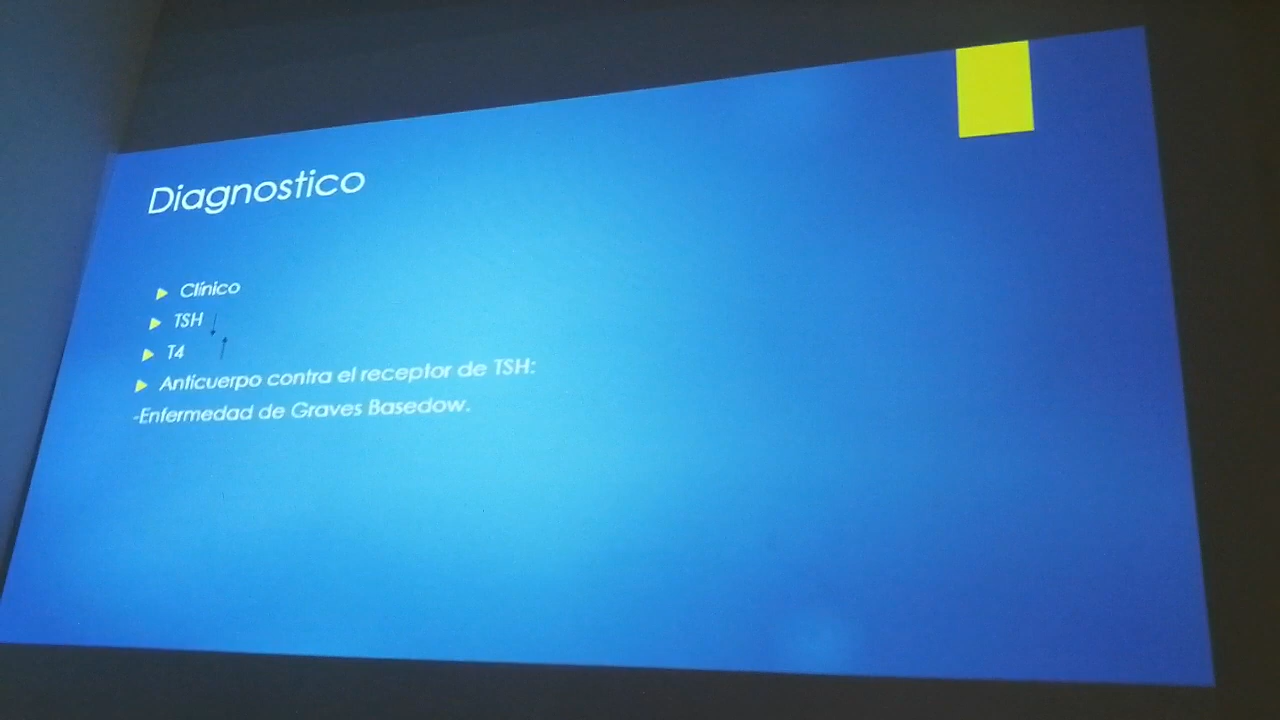 Diagnostico
Clínico
TSH ↓
T4 ↑
Anticuerpo contra el receptor de TSH:
-Enfermedad de Graves Basedow.